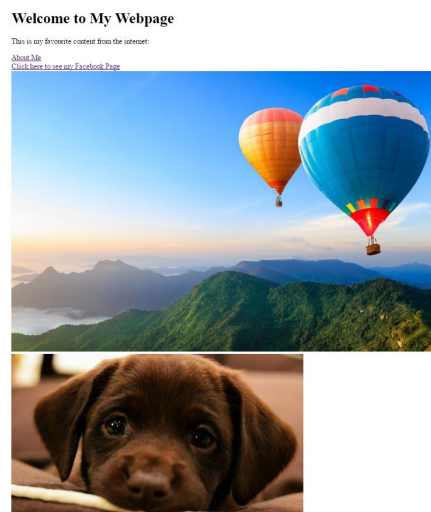 Welcome to My Webpage
This is my favourite content from the internet:
About Me
Click here to see my Facebook Page